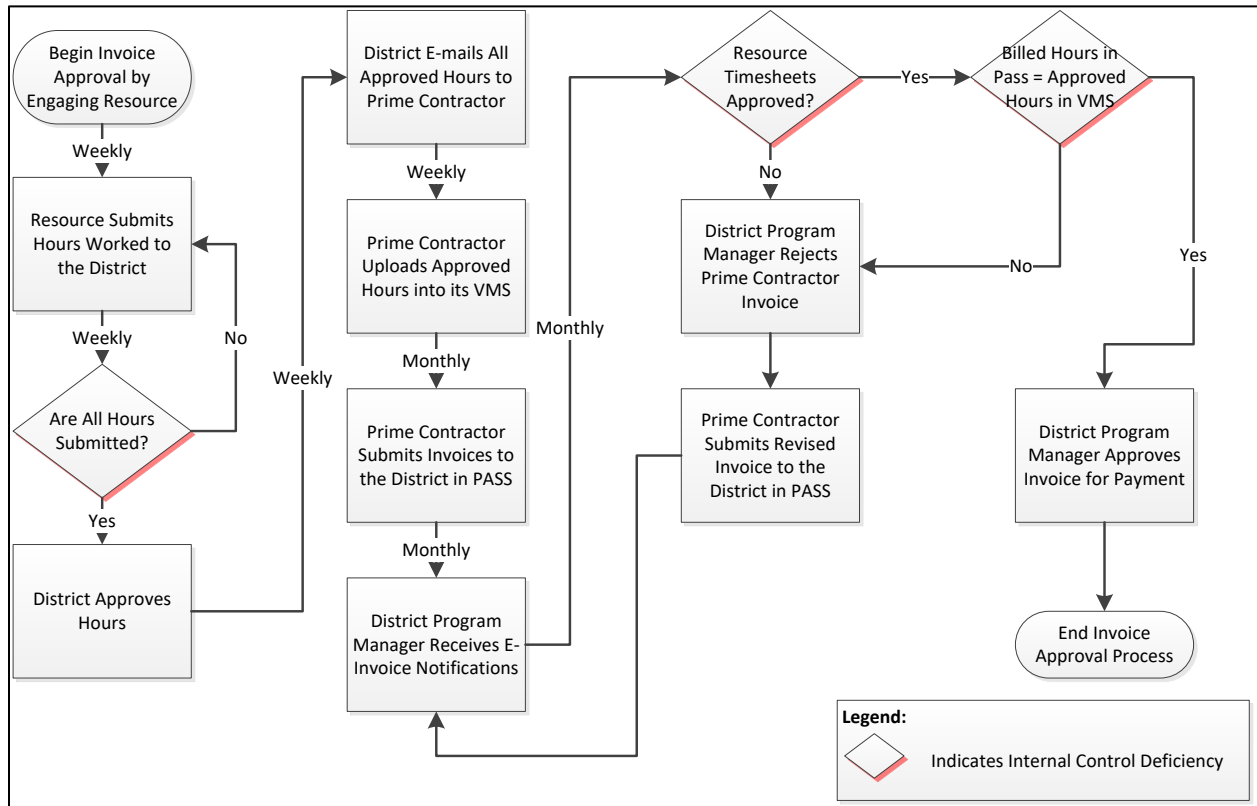 Begin Invoice
Approval by
Engaging Resource
Weekly
Resource Submits
Hours Worked to
the District
Weekly
No
Are All Hours
Submitted?
Yes
District Approves
Hours
Weekly
District E-mails All
Approved Hours to
Prime Contractor
Weekly
Prime Contractor
Uploads Approved
Hours into its VMS
Monthly
Prime Contractor
Submits Invoices to
the District in PASS
Monthly
District Program
Manager Receives E-
Invoice Notifications
Monthly
Resource
Timesheets
Approved?
Yes
No
District Program
Manager Rejects
Prime Contractor
Invoice
Prime Contractor
Submits Revised
Invoice to the
District in PASS
Billed Hours in
Pass = Approved
Hours in VMS
No
Yes
District Program
Manager Approves
Invoice for Payment
End Invoice
Approval Process
Legend:
Indicates Internal Control Deficiency